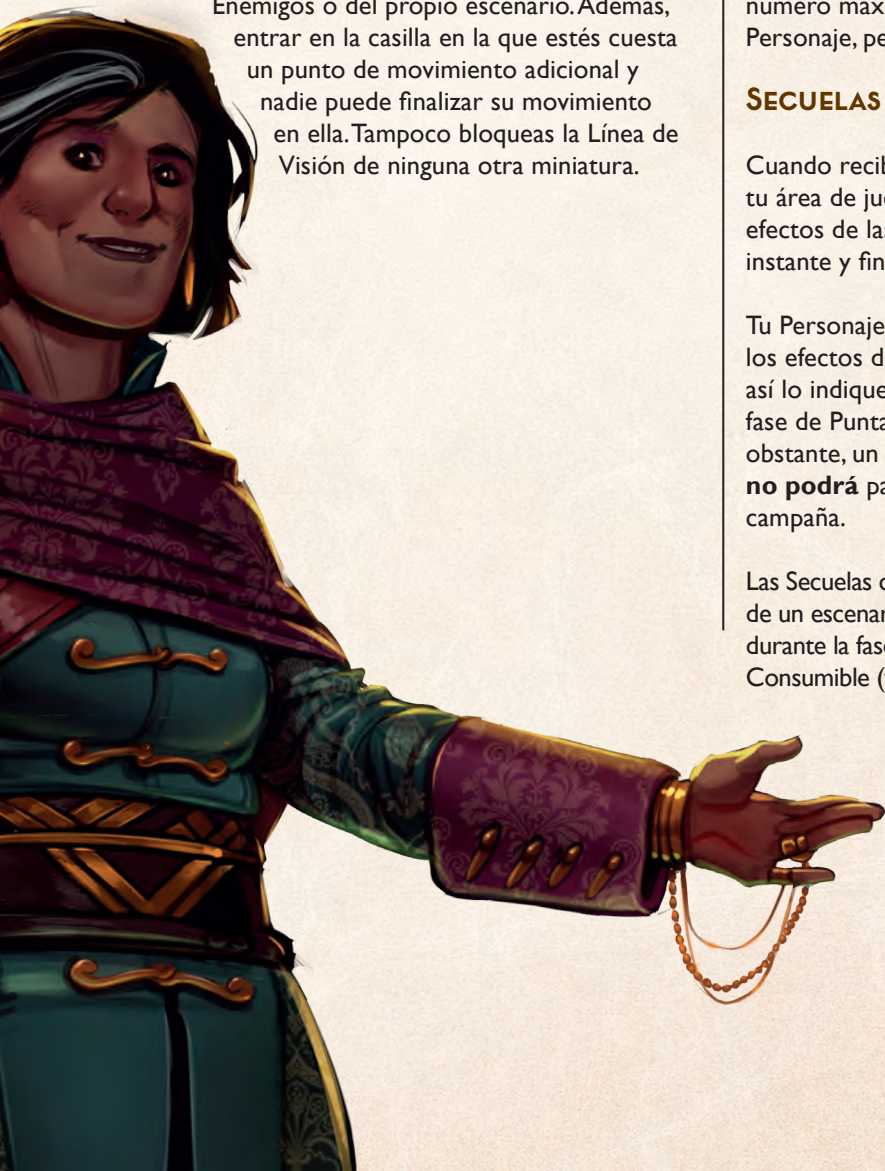 Enemigos o del propio escenario. Además,
entrar en la casilla en la que estés cuesta
un punto de movimiento adicional y
nadie puede finalizar su movimiento
en ella. Tampoco bloqueas la Línea de
Visión de ninguna otra miniatura.
número máx
Personaje, pe
SECUELAS
Cuando recib
tu área de jue
efectos de las
instante y fin
Tu Personaje
los efectos d
así lo indique
fase de Punta
obstante, un
no podrá pa
campaña.
Las Secuelas
de un escenar
durante la fase
Consumible (